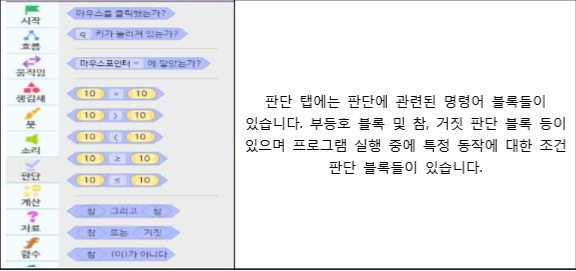 시작
흐름
움직임
생김새
붓
소리
판단
계산
자료
함수
마우스를 클릭했는가?
q 키가 눌러져 있는가?
마우스포인터 에 닿았는가?
10 = 10
10 > 10
10 < 10
10 ≥ 10
10 ≤ 10
참 그리고 참
참 또는 거짓
참 (이)가 아니다
판단 탭에는 판단에 관련된 명령어 블록들이
있습니다. 부등호 블록 및 참, 거짓 판단 블록 등이
있으며 프로그램 실행 중에 특정 동작에 대한 조건
판단 블록들이 있습니다.